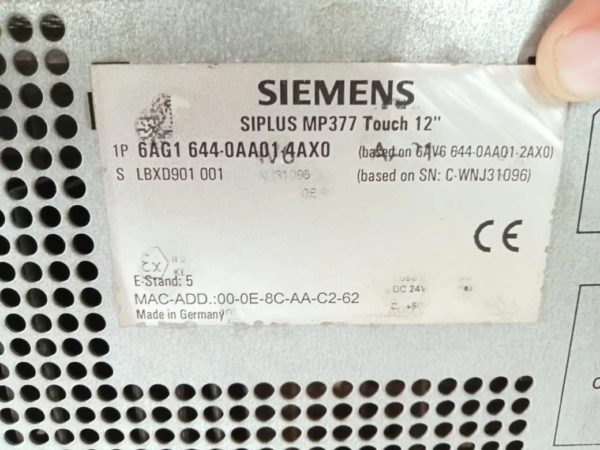 SIEMENS
SIPLUS MP377 Touch 12"
1P 6AG1 644-0AA01-4AX0 (based on 6AV6 644-0AA01-2AX0)
S LBXD901 001 (based on SN: C-WNJ31096)
Ex
CE
E-Stand: 5
DC 24V
MAC-ADD.:00-0E-8C-AA-C2-62
Made in Germany